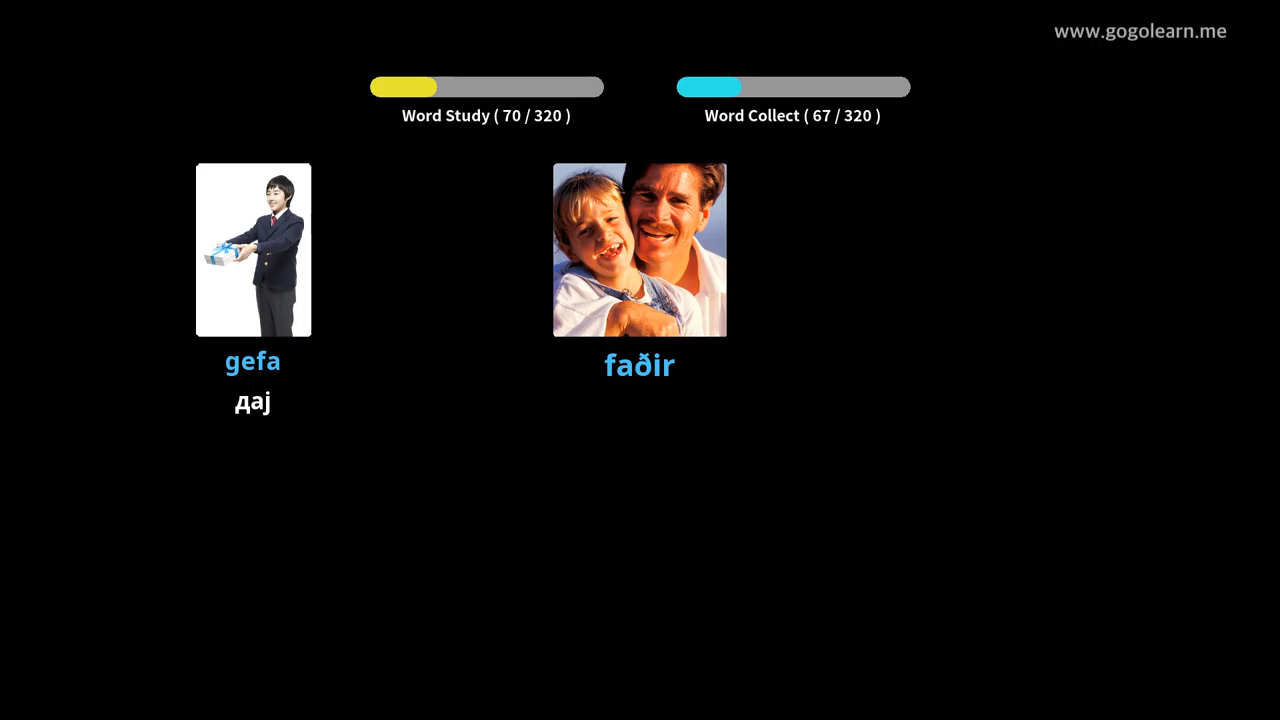 www.gogolearn.me
Word Study ( 70 / 320 )
Word Collect ( 67 / 320 )
gefa
дај
faðir